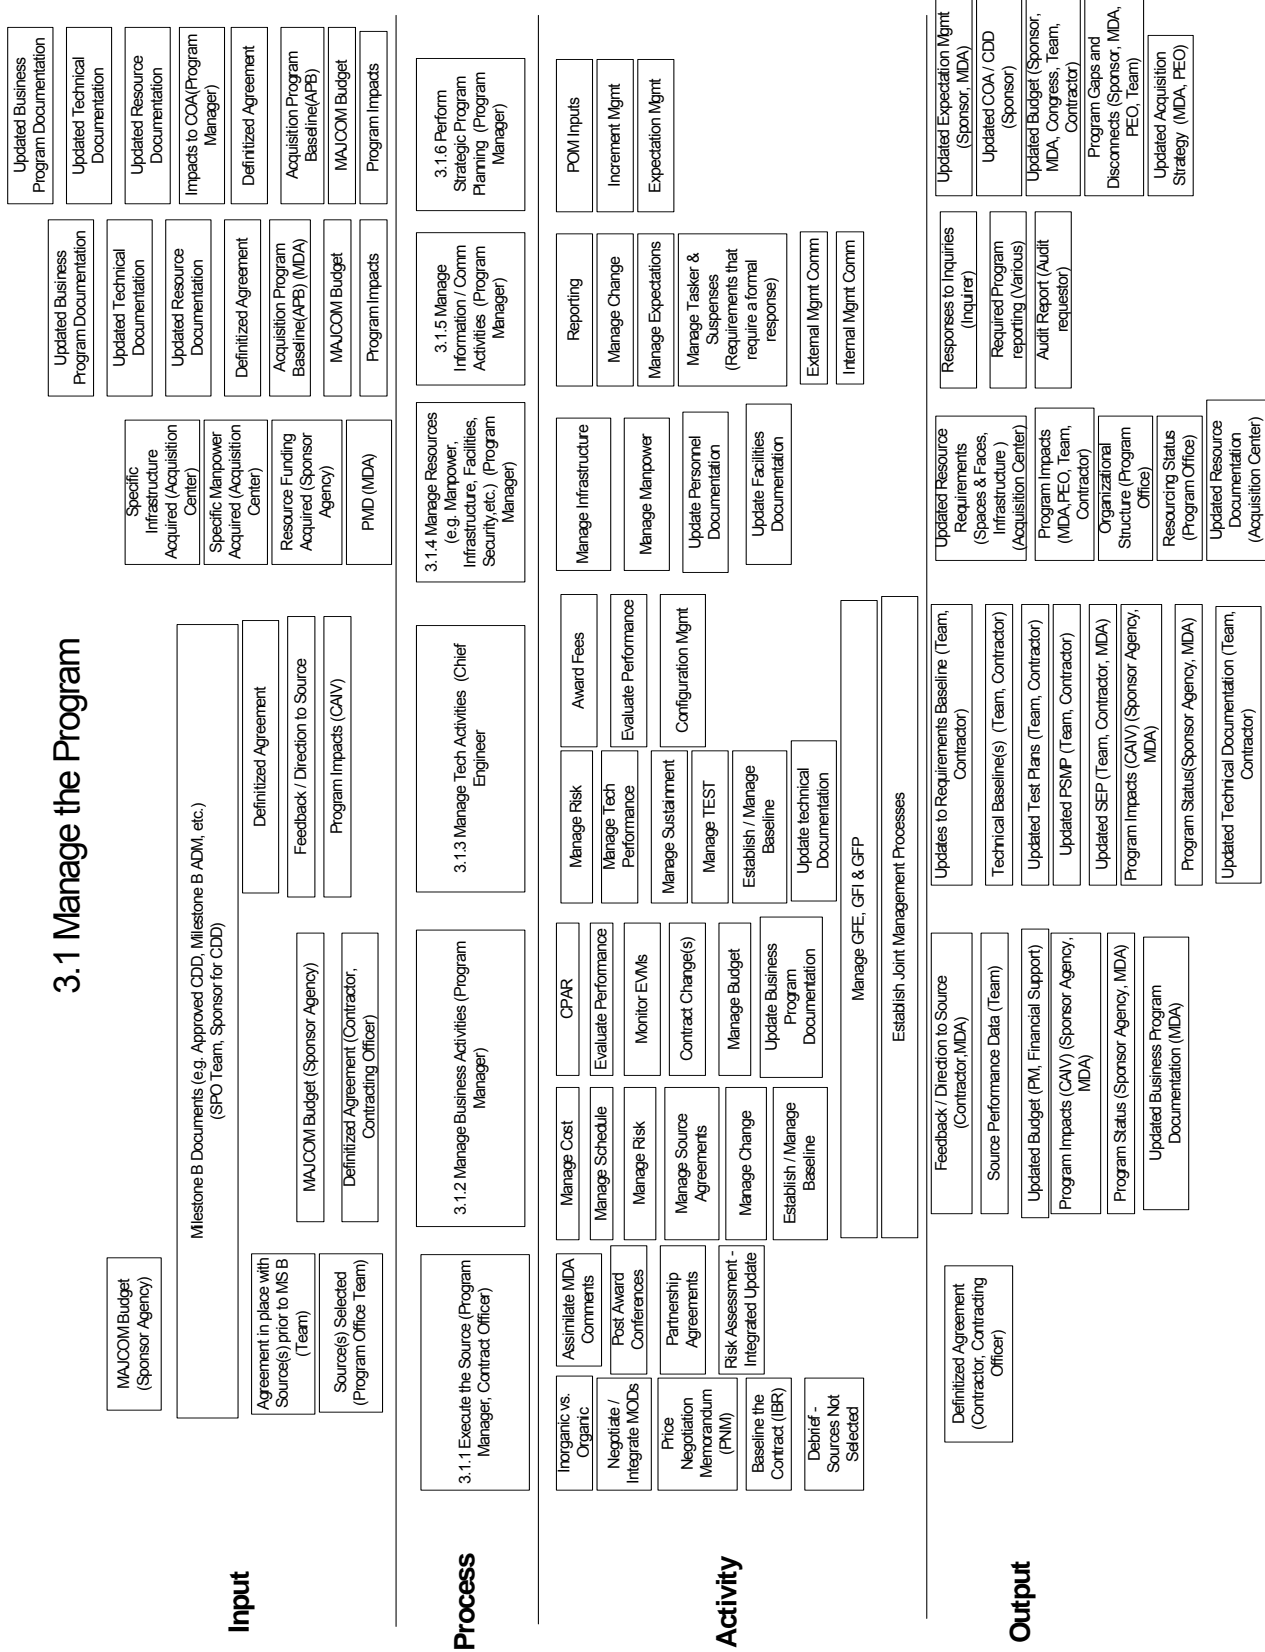 3.1 Manage the Program
Input
MAJCOM Budget
(Sponsor Agency)
Milestone B Documents (e.g. Approved CDD, Milestone B ADM, etc.)
(SPO Team, Sponsor for CDD)
Agreement in place with
Source(s) prior to MS B
(Team)
Source(s) Selected
(Program Office Team)
MAJCOM Budget (Sponsor Agency)
Definitized Agreement (Contractor,
Contracting Officer)
Definitized Agreement
Feedback / Direction to Source
Program Impacts (CAIV)
Specific
Infrastructure
Acquired (Acquisition
Center)
Specific Manpower
Acquired (Acquisition
Center)
Resource Funding
Acquired (Sponsor
Agency)
PMD (MDA)
Updated Business
Program Documentation
Updated Technical
Documentation
Updated Resource
Documentation
Definitized Agreement
Acquisition Program
Baseline(APB) (MDA)
MAJCOM Budget
Program Impacts
Updated Business
Program Documentation
Updated Technical
Documentation
Updated Resource
Documentation
Impacts to COA(Program
Manager)
Definitized Agreement
Acquisition Program
Baseline(APB)
MAJCOM Budget
Program Impacts
Process
3.1.1 Execute the Source (Program
Manager, Contract Officer)
3.1.2 Manage Business Activities (Program
Manager)
3.1.3 Manage Tech Activities (Chief
Engineer
3.1.4 Manage Resources
(e.g. Manpower,
Infrastructure, Facilities,
Security,etc.) (Program
Manager)
3.1.5 Manage
Information / Comm
Activities (Program
Manager)
3.1.6 Perform
Strategic Program
Planning (Program
Manager)
Activity
Inorganic vs.
Organic
Negotiate /
Integrate MODs
Price
Negotiation
Memorandum
(PNM)
Baseline the
Contract (IBR)
Debrief -
Sources Not
Selected
Assimilate MDA
Comments
Post Award
Conferences
Partnership
Agreements
Risk Assessment -
Integrated Update
Manage Cost
Manage Schedule
Manage Risk
Manage Source
Agreements
Manage Change
Establish / Manage
Baseline
CPAR
Evaluate Performance
Monitor EVMs
Contract Change(s)
Manage Budget
Update Business
Program
Documentation
Manage Risk
Manage Tech
Performance
Manage Sustainment
Manage TEST
Establish / Manage
Baseline
Update technical
Documentation
Award Fees
Evaluate Performance
Configuration Mgmt
Manage GFE, GFI & GFP
Establish Joint Management Processes
Manage Infrastructure
Manage Manpower
Update Personnel
Documentation
Update Facilities
Documentation
Reporting
Manage Change
Manage Expectations
Manage Tasker &
Suspenses
(Requirements that
require a formal
response)
External Mgmt Comm
Internal Mgmt Comm
POM Inputs
Increment Mgmt
Expectation Mgmt
Output
Definitized Agreement
(Contractor, Contracting
Officer)
Feedback / Direction to Source
(Contractor,MDA)
Source Performance Data (Team)
Updated Budget (PM, Financial Support)
Program Impacts (CAIV) (Sponsor Agency,
MDA)
Program Status (Sponsor Agency, MDA)
Updated Business Program
Documentation (MDA)
Updates to Requirements Baseline (Team,
Contractor)
Technical Baseline(s) (Team, Contractor)
Updated Test Plans (Team, Contractor)
Updated PSMP (Team, Contractor)
Updated SEP (Team, Contractor, MDA)
Program Impacts (CAIV) (Sponsor Agency,
MDA)
Program Status(Sponsor Agency, MDA)
Updated Technical Documentation (Team,
Contractor)
Updated Resource
Requirements
(Spaces & Faces,
Infrastructure )
(Acquisition Center)
Program Impacts
(MDA,PEO, Team,
Contractor)
Organizational
Structure (Program
Office)
Resourcing Status
(Program Office)
Updated Resource
Documentation
(Acquisition Center)
Responses to Inquiries
(Inquirer)
Required Program
reporting (Various)
Audit Report (Audit
requestor)
Updated Expectation Mgmt
(Sponsor, MDA)
Updated COA / CDD
(Sponsor)
Updated Budget (Sponsor,
MDA, Congress, Team,
Contractor)
Program Gaps and
Disconnects (Sponsor, MDA,
PEO, Team)
Updated Acquisition
Strategy (MDA, PEO)